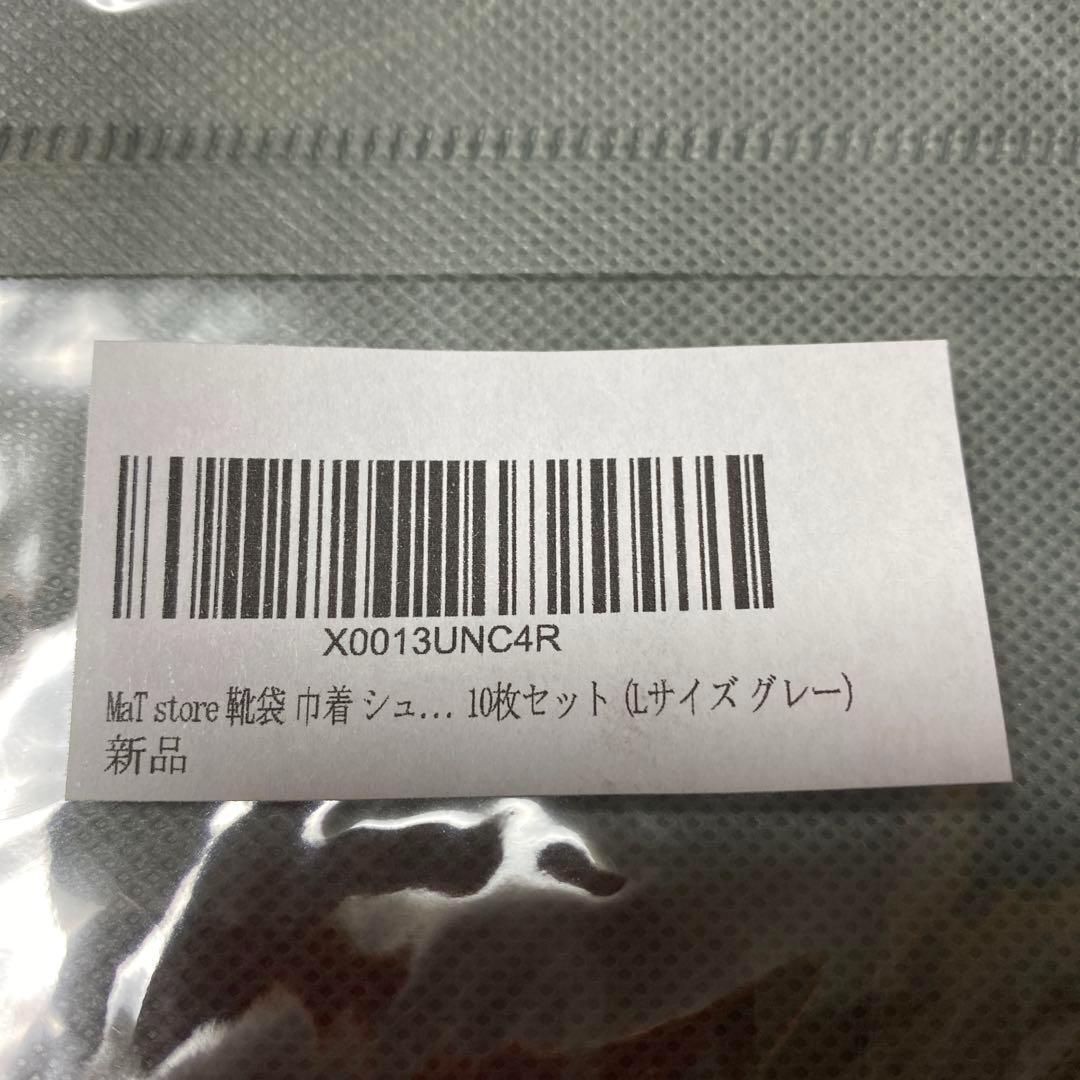 X0013UNC4R
MaT store 靴袋 巾着 シュ... 10枚セット (Lサイズ グレー)
新品